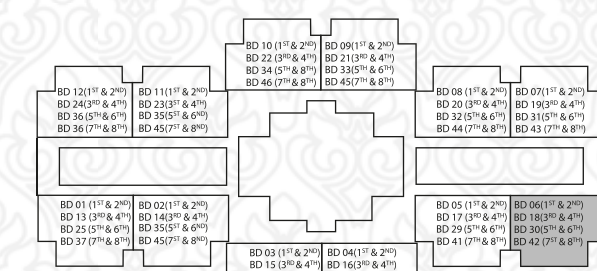 BD 10 (1ST & 2ND) BD 09(1ST & 2ND)
BD 22 (3RD & 4TH) BD 21(3RD & 4TH)
BD 34 (5TH & 8TH) BD 33(5TH & 6TH)
BD 46 (7TH & 8TH) BD 45(7TH & 8TH)
BD 12(1ST & 2ND) BD 11(1ST & 2ND)
BD 24(3RD & 4TH) BD 23(3ST & 4TH)
BD 36(5TH & 6TH) BD 35(5ST & 6ND)
BD 36 (7TH & 8TH) BD 45(7ST & 8ND)
BD 08 (1ST & 2ND) BD 07(1ST & 2ND)
BD 20 (3RD & 4TH) BD 19(3RD & 4TH)
BD 32 (5TH & 6TH) BD 31(5TH & 6TH)
BD 44 (7TH & 8TH) BD 43 (7TH & 8TH)
BD 01 (1ST & 2ND) BD 02(1ST & 2ND)
BD 13 (3RD & 4TH) BD 14(3RD & 4TH)
BD 25 (5TH & 6TH) BD 35(5ST & 6ND)
BD 37 (7TH & 8TH) BD 45(7ST & 8ND)
BD 05 (1ST & 2ND) BD 06(1ST & 2ND)
BD 17 (3RD & 4TH) BD 18(3RD & 4TH)
BD 29 (5TH & 6TH) BD 30(5TH & 6TH)
BD 41 (7TH & 8TH) BD 42 (7ST & 8TH)
BD 03 (1ST & 2ND) BD 04(1ST & 2ND)
BD 15 (3RD & 4TH) BD 16(3RD & 4TH)